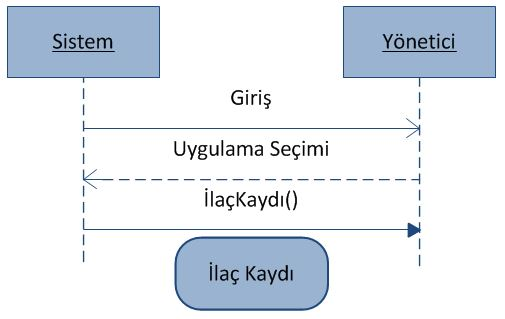 Sistem
Yönetici
Giriş
Uygulama Seçimi
İlaçKaydı()
İlaç Kaydı